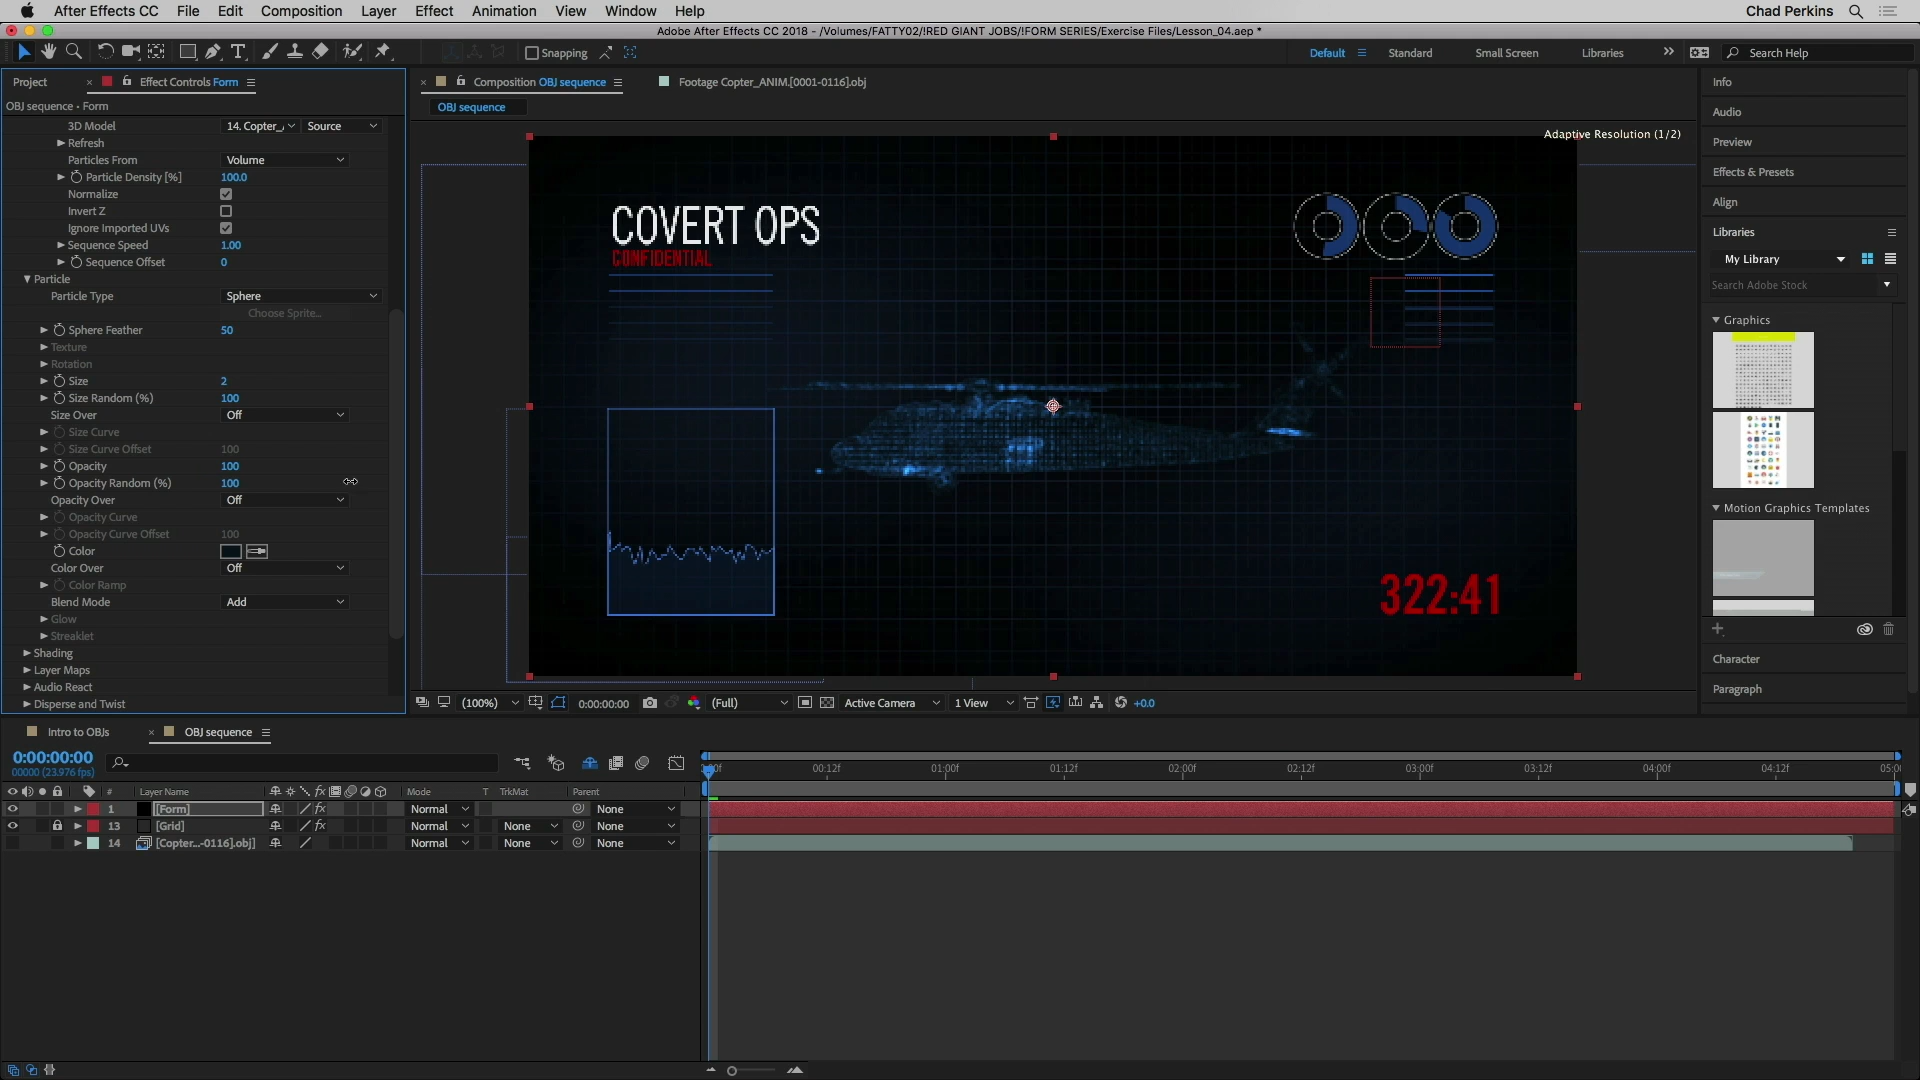 After Effects CC File Edit Composition Layer Effect Animation View Window Help Chad Perkins
Adobe After Effects CC 2018 - /Volumes/FATTY02/!RED GIANT JOBS/!FORM SERIES/Exercise Files/Lesson_04.aep *
Snapping Default Standard Small Screen Libraries Search Help
Project Effect Controls Form Composition OBJ sequence Footage Copter_ANIM.[0001-0116].obj Info
OBJ sequence • Form OBJ sequence
Audio
Preview
Effects & Presets
Align
Libraries
My Library
Search Adobe Stock
Graphics
Motion Graphics Templates
Character
Paragraph
3D Model 14. Copter_ Source
Refresh
Particles From Volume
Particle Density [%] 100.0
Normalize
Invert Z
Ignore Imported UVs
Sequence Speed 1.00
Sequence Offset 0
Particle
Particle Type Sphere
Choose Sprite...
Sphere Feather 50
Texture
Rotation
Size 2
Size Random (%) 100
Size Over Off
Size Curve
Size Curve Offset 100
Opacity 100
Opacity Random (%) 100
Opacity Over Off
Opacity Curve
Opacity Curve Offset 100
Color
Color Over Off
Color Ramp
Blend Mode Add
Glow
Streaklet
Shading
Layer Maps
Audio React
Disperse and Twist
Adaptive Resolution (1/2)
COVERT OPS
CONFIDENTIAL
322:41
(100%) 0:00:00:00 (Full) Active Camera 1 View +0.0
Intro to OBJs OBJ sequence
0:00:00:00
00000 (23.976 fps)
00:12f 01:00f 01:12f 02:00f 02:12f 03:00f 03:12f 04:00f 04:12f
# Layer Name fx Mode T TrkMat Parent
1 [Form] fx Normal None
13 [Grid] fx Normal None None
14 [Copter...-0116].obj] Normal None None